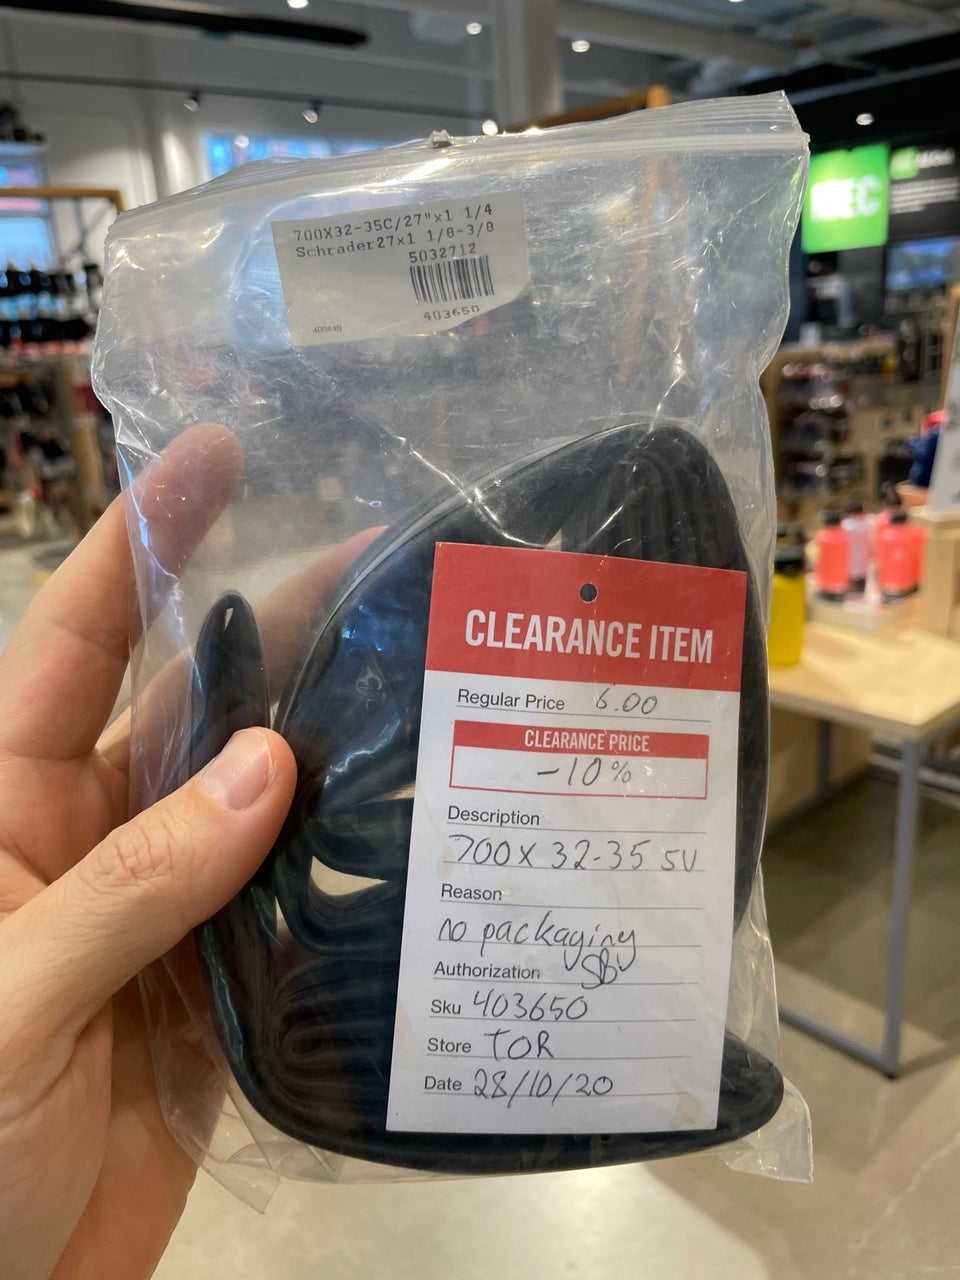 700X32-35C/27"x1 1/4
Schrader27x1 1/8-3/8
5032712
403650
400440
CLEARANCE ITEM
Regular Price 6.00
CLEARANCE PRICE
-10%
Description
700X 32-35 SV
Reason
no packaging
Authorization SB
Sku 403650
Store TOR
Date 28/10/20